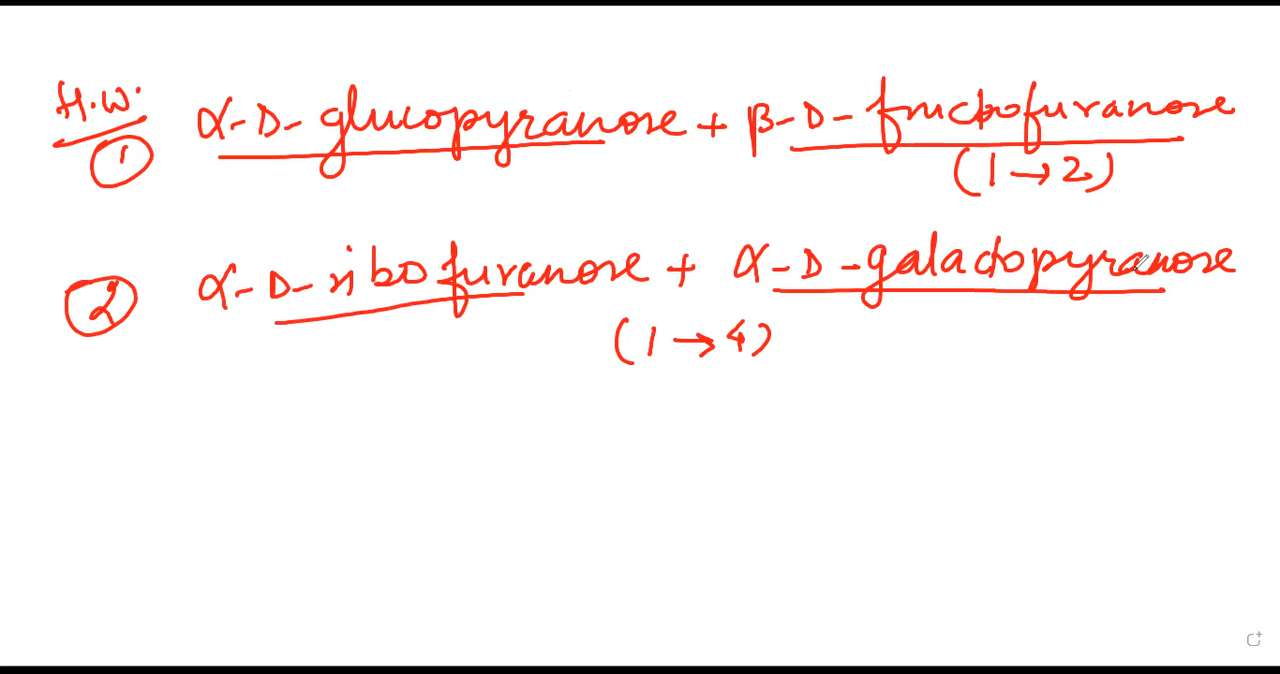 H.W.
① α-D-glucopyranose + β-D-fructofuranose
(1→2)
② α-D-ribofuranose + α-D-galactopyranose
(1→4)